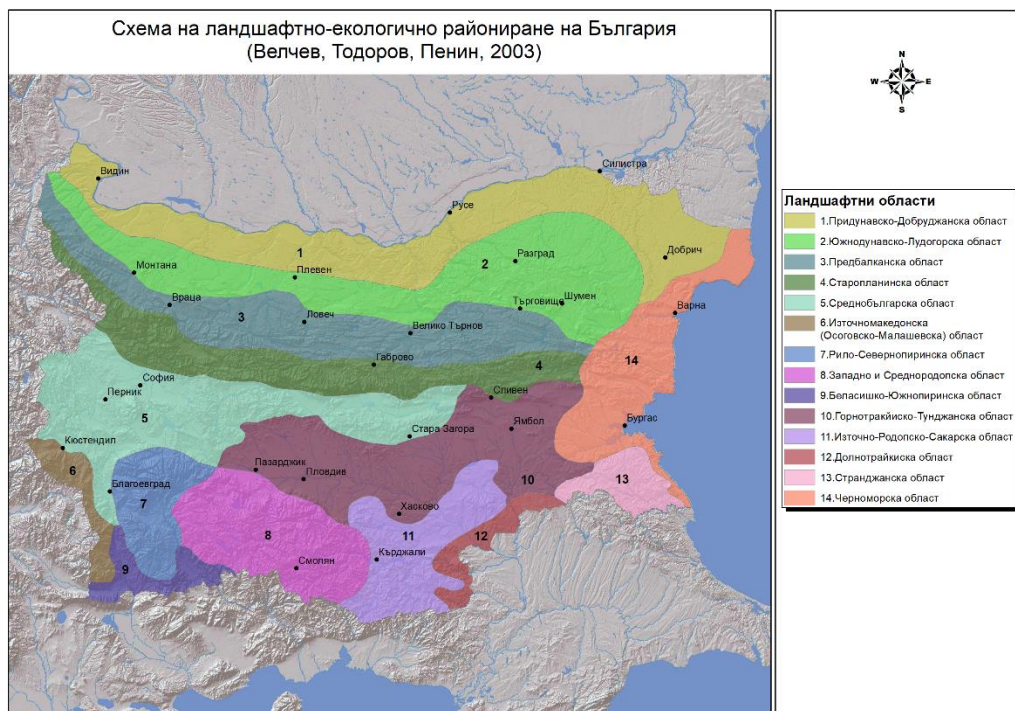 Схема на ландшафтно-екологично райониране на България
(Велчев, Тодоров, Пенин, 2003)
N
W E
S
Силистра
Видин
Русе
Добрич
Разград
1
2
Монтана
Плевен
Търговище
Шумен
Варна
Враца
3
Ловеч
Велико Търнов
14
Габрово
4
София
Перник
Сливен
5
Стара Загора
Ямбол
Бургас
Кюстендил
6
Пазарджик
Пловдив
10
13
Благоевград
7
Хасково
8
11
12
Кърджали
9
Смолян
Ландшафтни области
1.Придунавско-Добруджанска област
2.Южнодунавско-Лудогорска област
3.Предбалканска област
4.Старопланинска област
5.Среднобългарска област
6.Източномакедонска
(Осоговско-Малашевска) област
7.Рило-Севернопиринска област
8.Западно и Среднородопска област
9.Беласишко-Южнопиринска област
10.Горнотракйиско-Тунджанска област
11.Източно-Родопско-Сакарска област
12.Долнотрайкиска област
13.Странджанска област
14.Черноморска област